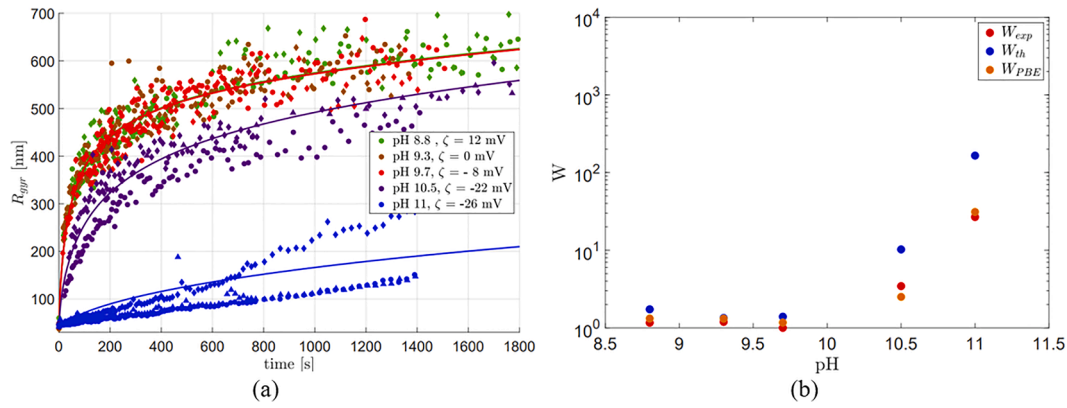 700
600
500
400
300
200
100
R_gyr [nm]
0 200 400 600 800 1000 1200 1400 1600 1800
time [s]
pH 8.8 , ζ = 12 mV
pH 9.3, ζ = 0 mV
pH 9.7, ζ = - 8 mV
pH 10.5, ζ = -22 mV
pH 11, ζ = -26 mV
(a)
10^4
10^3
10^2
10^1
10^0
W
8.5 9 9.5 10 10.5 11 11.5
pH
W_exp
W_th
W_PBE
(b)